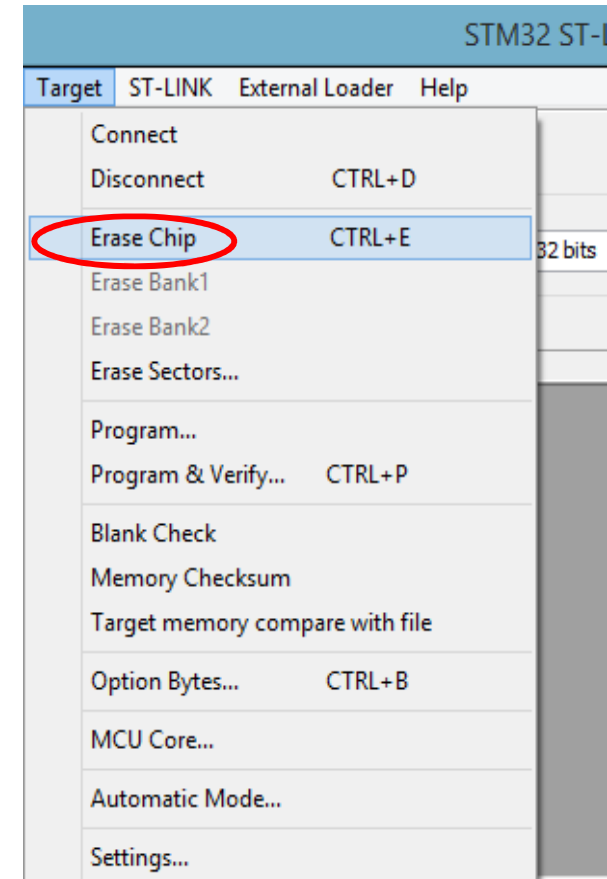 STM32 ST-L
Target ST-LINK External Loader Help
Connect
Disconnect CTRL+D
Erase Chip CTRL+E
32 bits
Erase Bank1
Erase Bank2
Erase Sectors...
Program...
Program & Verify... CTRL+P
Blank Check
Memory Checksum
Target memory compare with file
Option Bytes... CTRL+B
MCU Core...
Automatic Mode...
Settings...